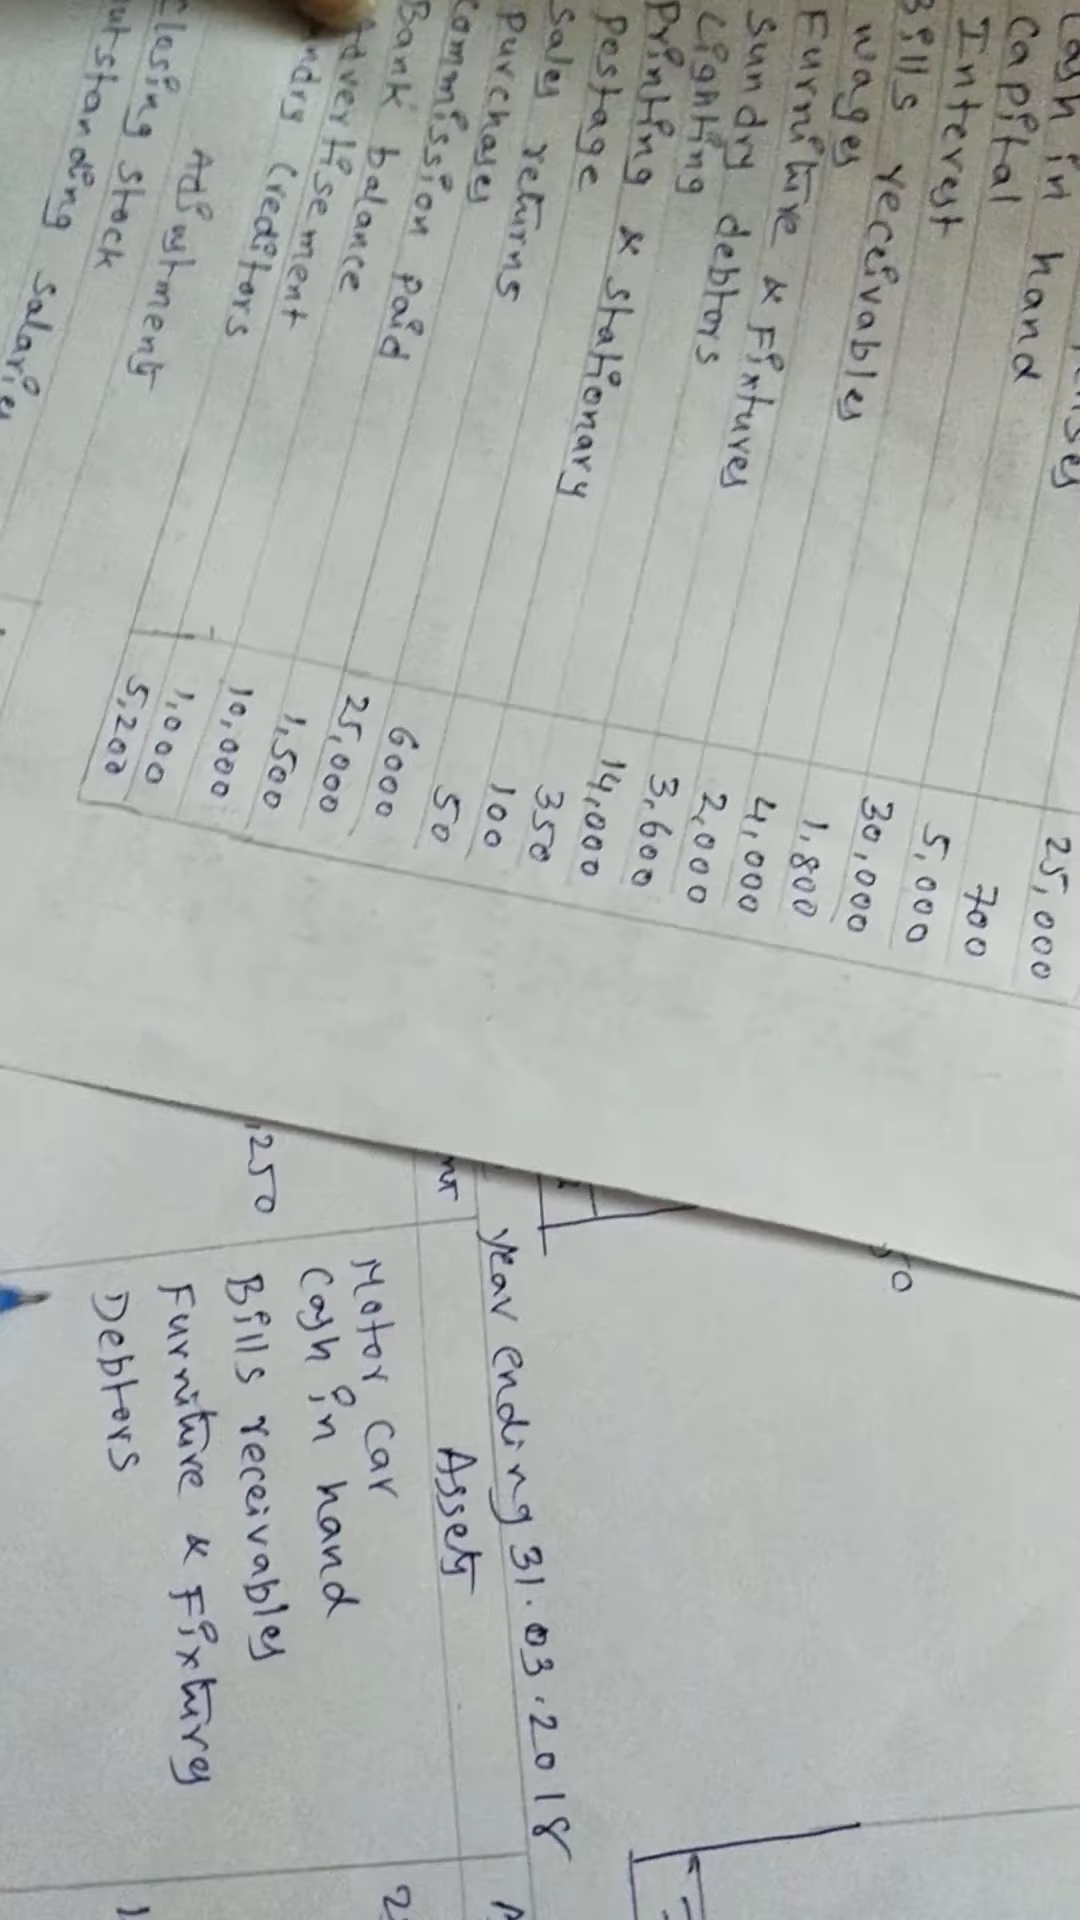 25,000
700
Cash in hand 5,000
Capital 30,000
Interest 1,800
Bills receivables 4,000
wages 2,000
Furniture & Fixtures 3,600
Sundry debtors 14,000
Lighting 350
Printing & stationary 100
Postage 50
Sales returns 6000
purchases 25,000
Commission paid 1,500
Bank balance 10,000
Advertisement 1,000
ndry Creditors 5,200
Adjustments
closing stock
outstanding salaries
50
year ending 31.03.2018
Assets
Motor car
Cash in hand
,250 Bills receivables
Furniture & Fixtures
Debtors